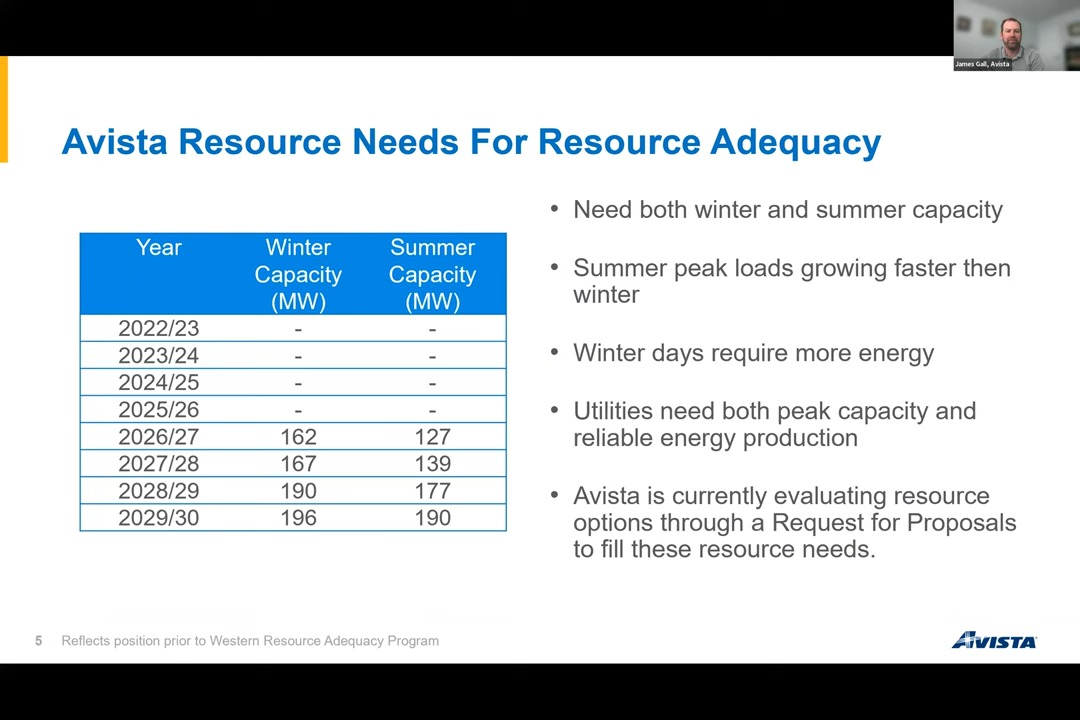 James Gall, Avista
Avista Resource Needs For Resource Adequacy
Year Winter Capacity (MW) Summer Capacity (MW)
2022/23 - -
2023/24 - -
2024/25 - -
2025/26 - -
2026/27 162 127
2027/28 167 139
2028/29 190 177
2029/30 196 190
• Need both winter and summer capacity
• Summer peak loads growing faster then
winter
• Winter days require more energy
• Utilities need both peak capacity and
reliable energy production
• Avista is currently evaluating resource
options through a Request for Proposals
to fill these resource needs.
5 Reflects position prior to Western Resource Adequacy Program
AVISTA